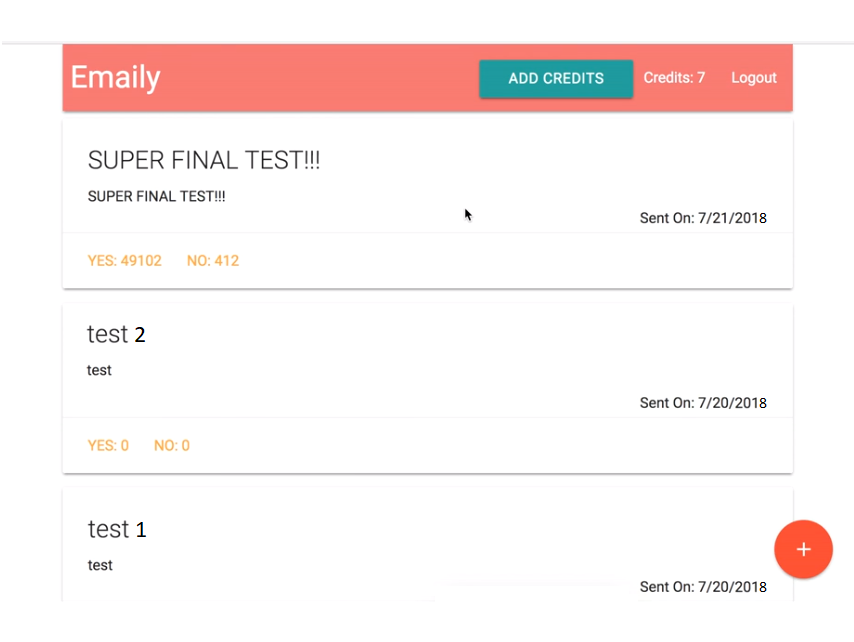 Emaily
ADD CREDITS Credits: 7 Logout
SUPER FINAL TEST!!!
SUPER FINAL TEST!!!
Sent On: 7/21/2018
YES: 49102 NO: 412
test 2
test
Sent On: 7/20/2018
YES: 0 NO: 0
test 1
test
+
Sent On: 7/20/2018